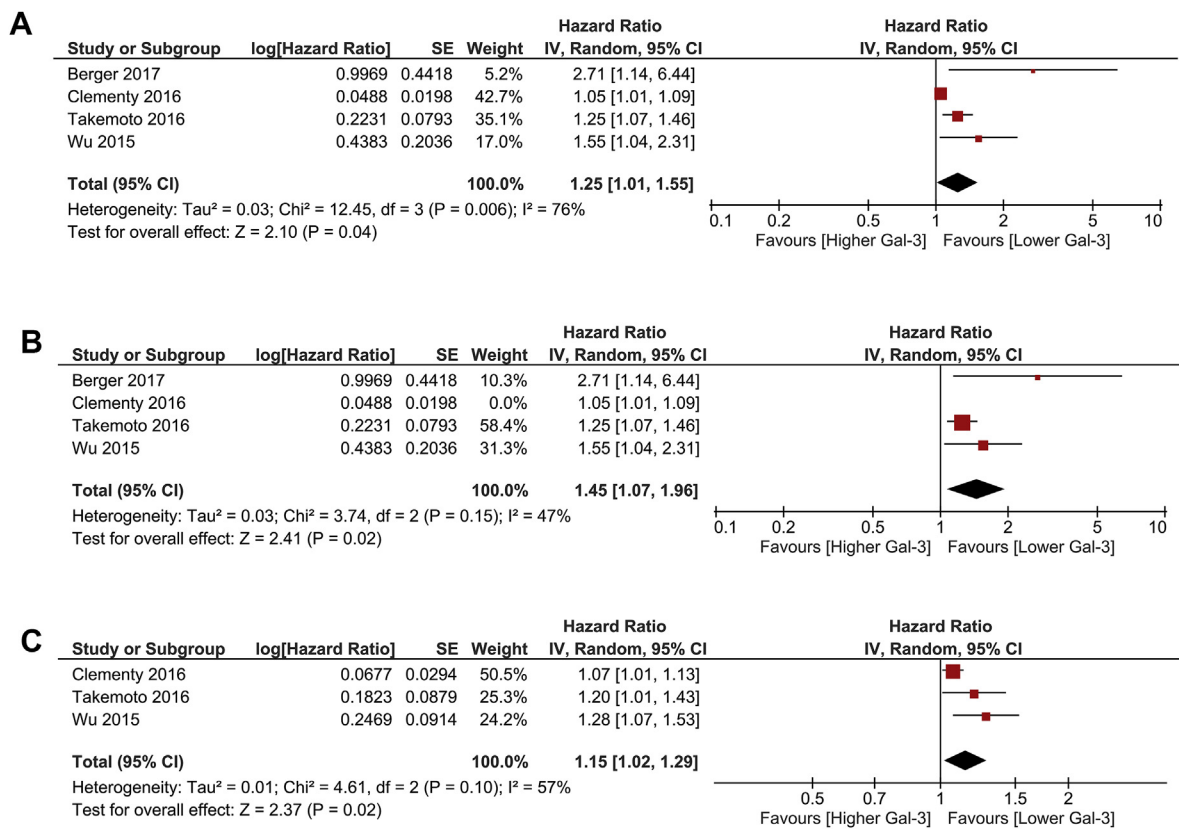 A
Hazard Ratio Hazard Ratio
Study or Subgroup log[Hazard Ratio] SE Weight IV, Random, 95% CI IV, Random, 95% CI
Berger 2017 0.9969 0.4418 5.2% 2.71 [1.14, 6.44]
Clementy 2016 0.0488 0.0198 42.7% 1.05 [1.01, 1.09]
Takemoto 2016 0.2231 0.0793 35.1% 1.25 [1.07, 1.46]
Wu 2015 0.4383 0.2036 17.0% 1.55 [1.04, 2.31]
Total (95% CI) 100.0% 1.25 [1.01, 1.55]
Heterogeneity: Tau² = 0.03; Chi² = 12.45, df = 3 (P = 0.006); I² = 76%
Test for overall effect: Z = 2.10 (P = 0.04)
0.1 0.2 0.5 1 2 5 10
Favours [Higher Gal-3] Favours [Lower Gal-3]
B
Hazard Ratio Hazard Ratio
Study or Subgroup log[Hazard Ratio] SE Weight IV, Random, 95% CI IV, Random, 95% CI
Berger 2017 0.9969 0.4418 10.3% 2.71 [1.14, 6.44]
Clementy 2016 0.0488 0.0198 0.0% 1.05 [1.01, 1.09]
Takemoto 2016 0.2231 0.0793 58.4% 1.25 [1.07, 1.46]
Wu 2015 0.4383 0.2036 31.3% 1.55 [1.04, 2.31]
Total (95% CI) 100.0% 1.45 [1.07, 1.96]
Heterogeneity: Tau² = 0.03; Chi² = 3.74, df = 2 (P = 0.15); I² = 47%
Test for overall effect: Z = 2.41 (P = 0.02)
0.1 0.2 0.5 1 2 5 10
Favours [Higher Gal-3] Favours [Lower Gal-3]
C
Hazard Ratio Hazard Ratio
Study or Subgroup log[Hazard Ratio] SE Weight IV, Random, 95% CI IV, Random, 95% CI
Clementy 2016 0.0677 0.0294 50.5% 1.07 [1.01, 1.13]
Takemoto 2016 0.1823 0.0879 25.3% 1.20 [1.01, 1.43]
Wu 2015 0.2469 0.0914 24.2% 1.28 [1.07, 1.53]
Total (95% CI) 100.0% 1.15 [1.02, 1.29]
Heterogeneity: Tau² = 0.01; Chi² = 4.61, df = 2 (P = 0.10); I² = 57%
Test for overall effect: Z = 2.37 (P = 0.02)
0.5 0.7 1 1.5 2
Favours [Higher Gal-3] Favours [Lower Gal-3]